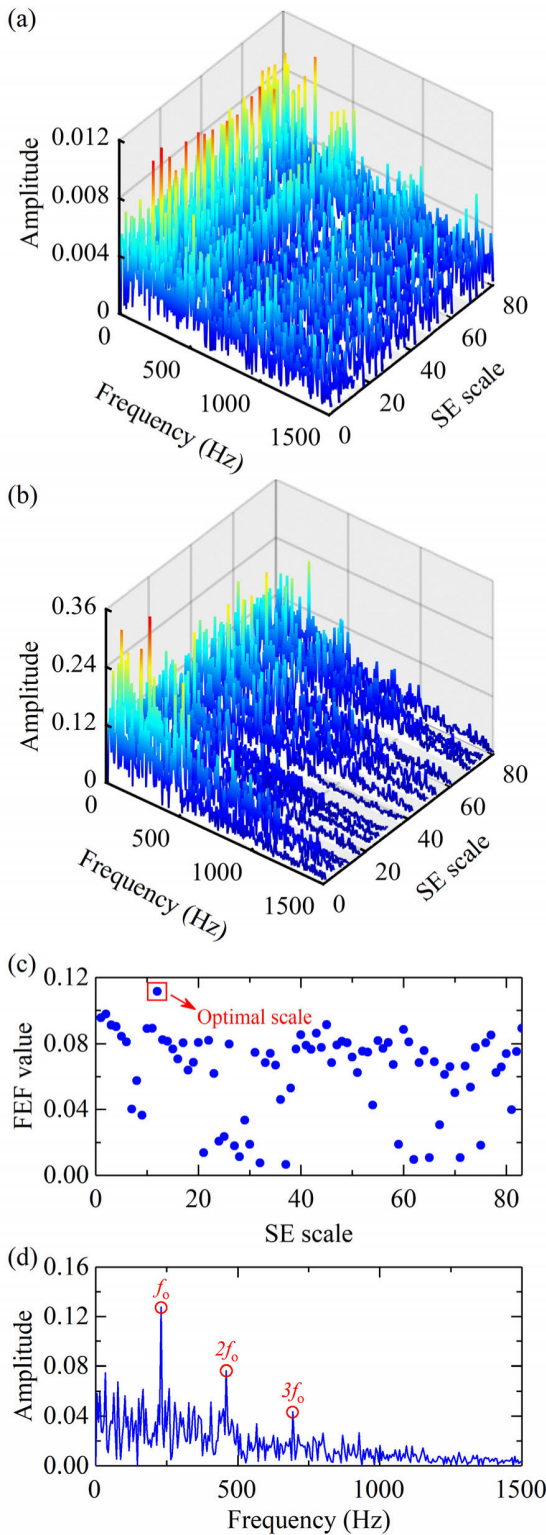 (a)
0.012
0.008
0.004
0
Amplitude
0
500
1000
1500
Frequency (Hz)
0
20
40
60
80
SE scale
(b)
0.36
0.24
0.12
0
Amplitude
0
500
1000
1500
Frequency (Hz)
0
20
40
60
80
SE scale
(c)
0.12
0.08
0.04
0.00
FEF value
Optimal scale
0 20 40 60 80
SE scale
(d)
0.16
0.12
0.08
0.04
0.00
Amplitude
fo
2fo
3fo
0 500 1000 1500
Frequency (Hz)